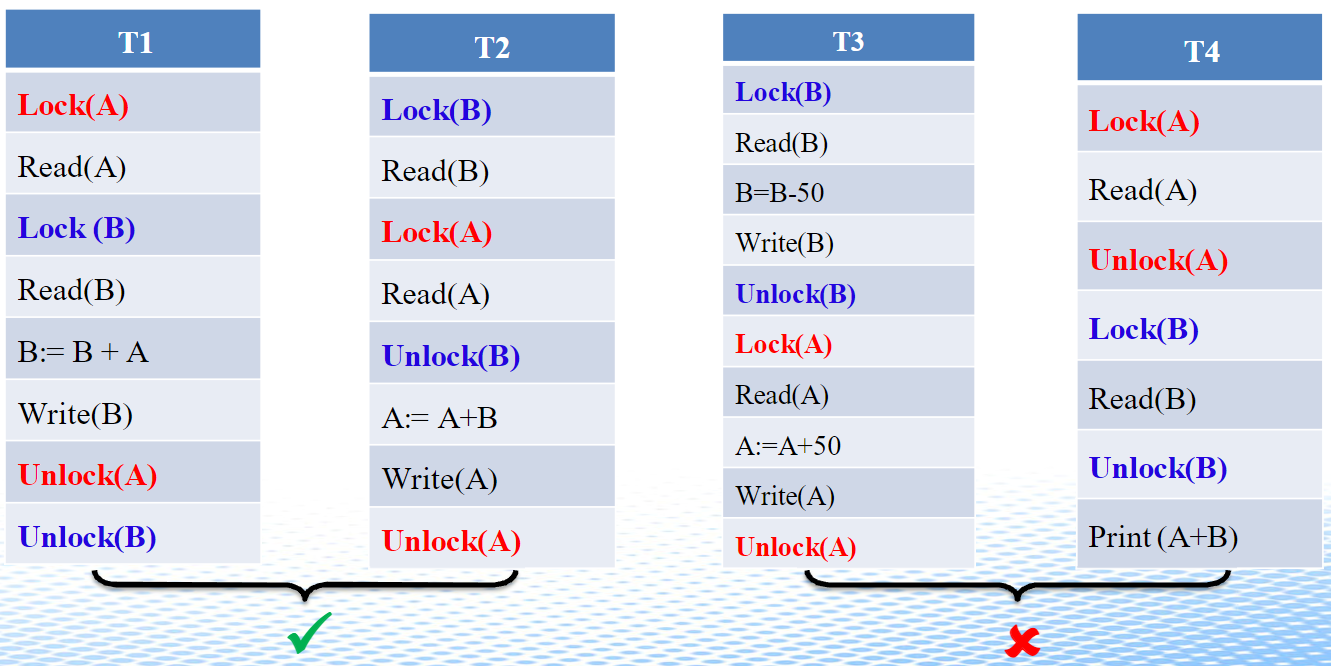 T1
Lock(A)
Read(A)
Lock (B)
Read(B)
B:= B + A
Write(B)
Unlock(A)
Unlock(B)
T2
Lock(B)
Read(B)
Lock(A)
Read(A)
Unlock(B)
A:= A+B
Write(A)
Unlock(A)
T3
Lock(B)
Read(B)
B=B-50
Write(B)
Unlock(B)
Lock(A)
Read(A)
A:=A+50
Write(A)
Unlock(A)
T4
Lock(A)
Read(A)
Unlock(A)
Lock(B)
Read(B)
Unlock(B)
Print (A+B)